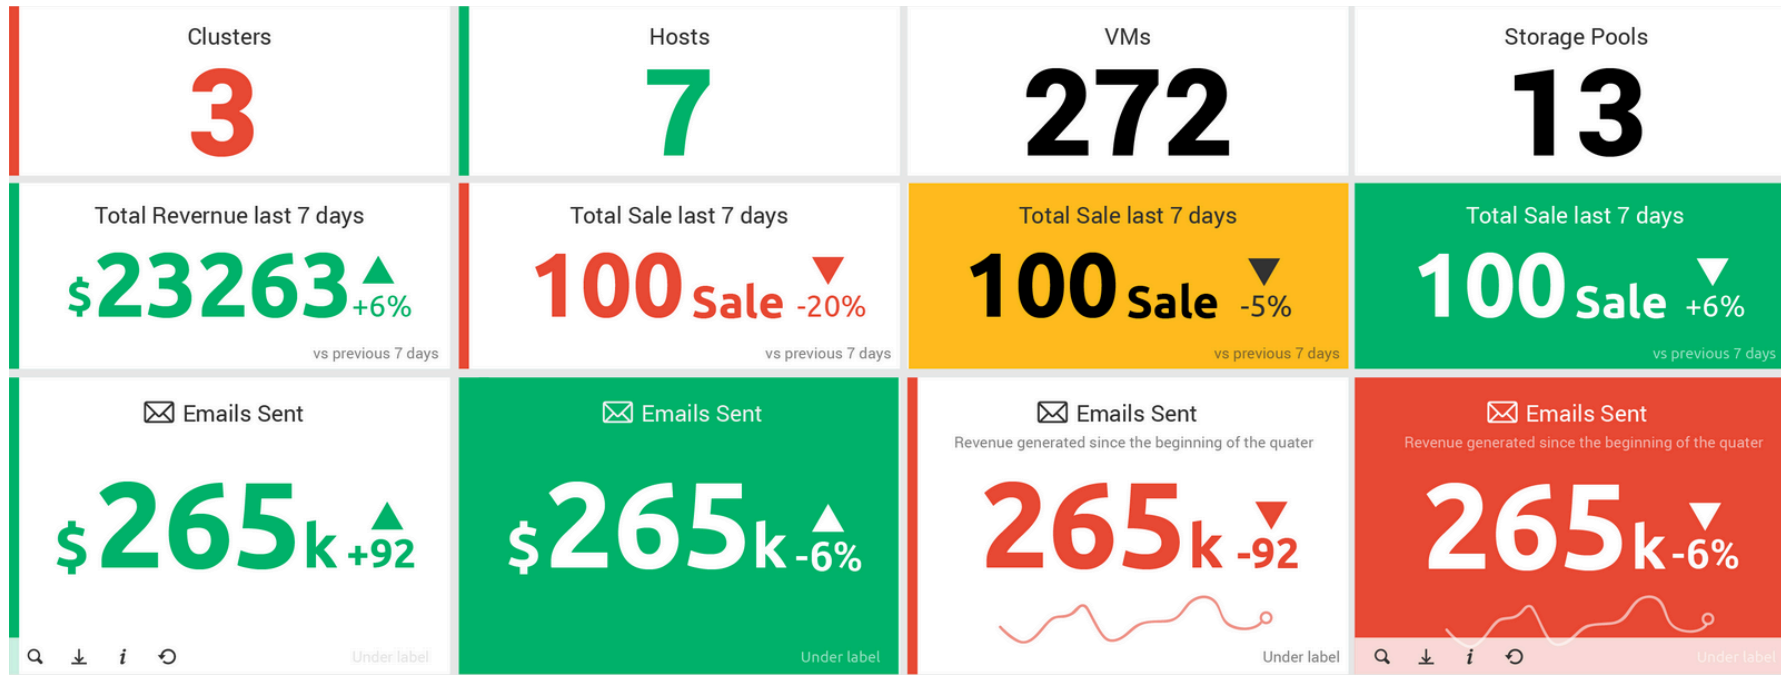 Clusters
3
Hosts
7
VMs
272
Storage Pools
13
Total Revernue last 7 days
$23263 +6%
vs previous 7 days
Total Sale last 7 days
100 Sale -20%
vs previous 7 days
Total Sale last 7 days
100 Sale -5%
vs previous 7 days
Total Sale last 7 days
100 Sale +6%
vs previous 7 days
Emails Sent
$265k +92
Under label
Emails Sent
$265k -6%
Under label
Emails Sent
Revenue generated since the beginning of the quater
265k -92
Under label
Emails Sent
Revenue generated since the beginning of the quater
265k -6%
Under label